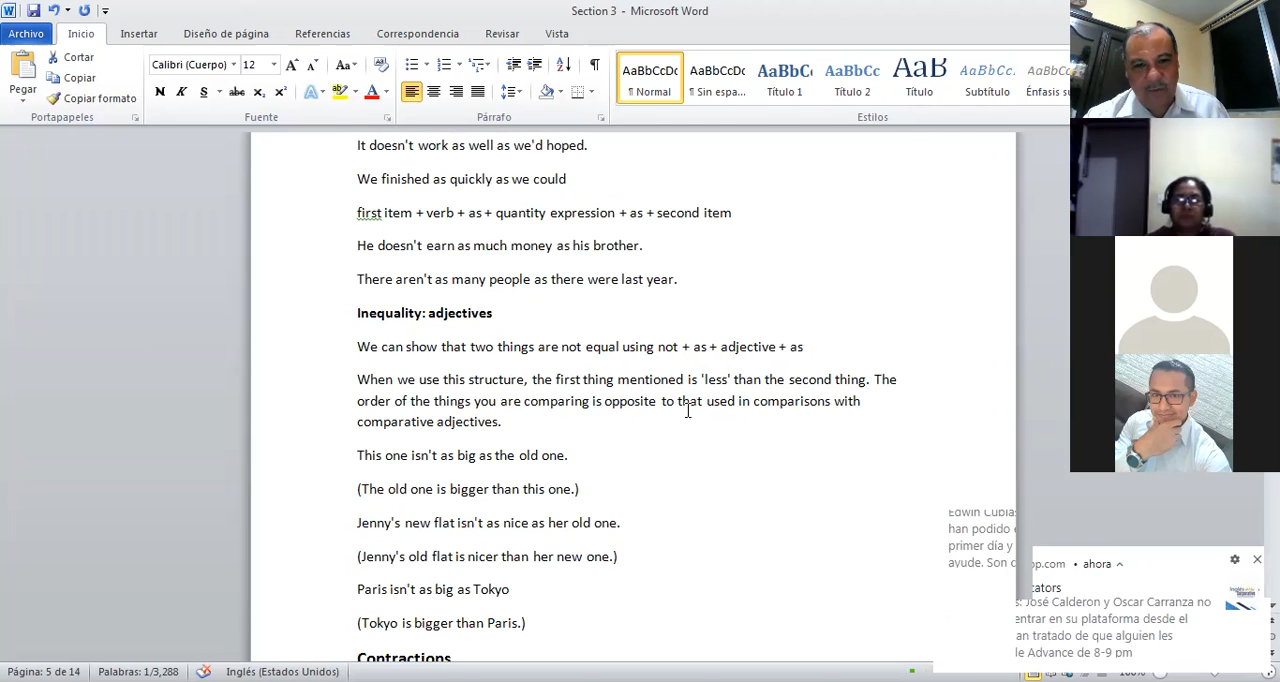 Section 3 - Microsoft Word
Archivo Inicio Insertar Diseño de página Referencias Correspondencia Revisar Vista
Pegar
Cortar
Copiar
Copiar formato
Portapapeles
Calibri (Cuerpo) 12
Fuente
Párrafo
AaBbCcDc AaBbCcDc AaBbC AaBbCc AaB AaBbCcL AaBbCcD
¶ Normal ¶ Sin espa... Título 1 Título 2 Título Subtítulo Énfasis
Estilos
It doesn't work as well as we'd hoped.
We finished as quickly as we could
first item + verb + as + quantity expression + as + second item
He doesn't earn as much money as his brother.
There aren't as many people as there were last year.
Inequality: adjectives
We can show that two things are not equal using not + as + adjective + as
When we use this structure, the first thing mentioned is 'less' than the second thing. The
order of the things you are comparing is opposite to that used in comparisons with
comparative adjectives.
This one isn't as big as the old one.
(The old one is bigger than this one.)
Jenny's new flat isn't as nice as her old one.
(Jenny's old flat is nicer than her new one.)
Paris isn't as big as Tokyo
(Tokyo is bigger than Paris.)
Contractions
Edwin Cubias
han podido
primer día y
ayude. Son
pp.com • ahora
cators
: José Calderon y Oscar Carranza no
entrar en su plataforma desde el
an tratado de que alguien les
de Advance de 8-9 pm
Página: 5 de 14 Palabras: 1/3,288 Inglés (Estados Unidos)